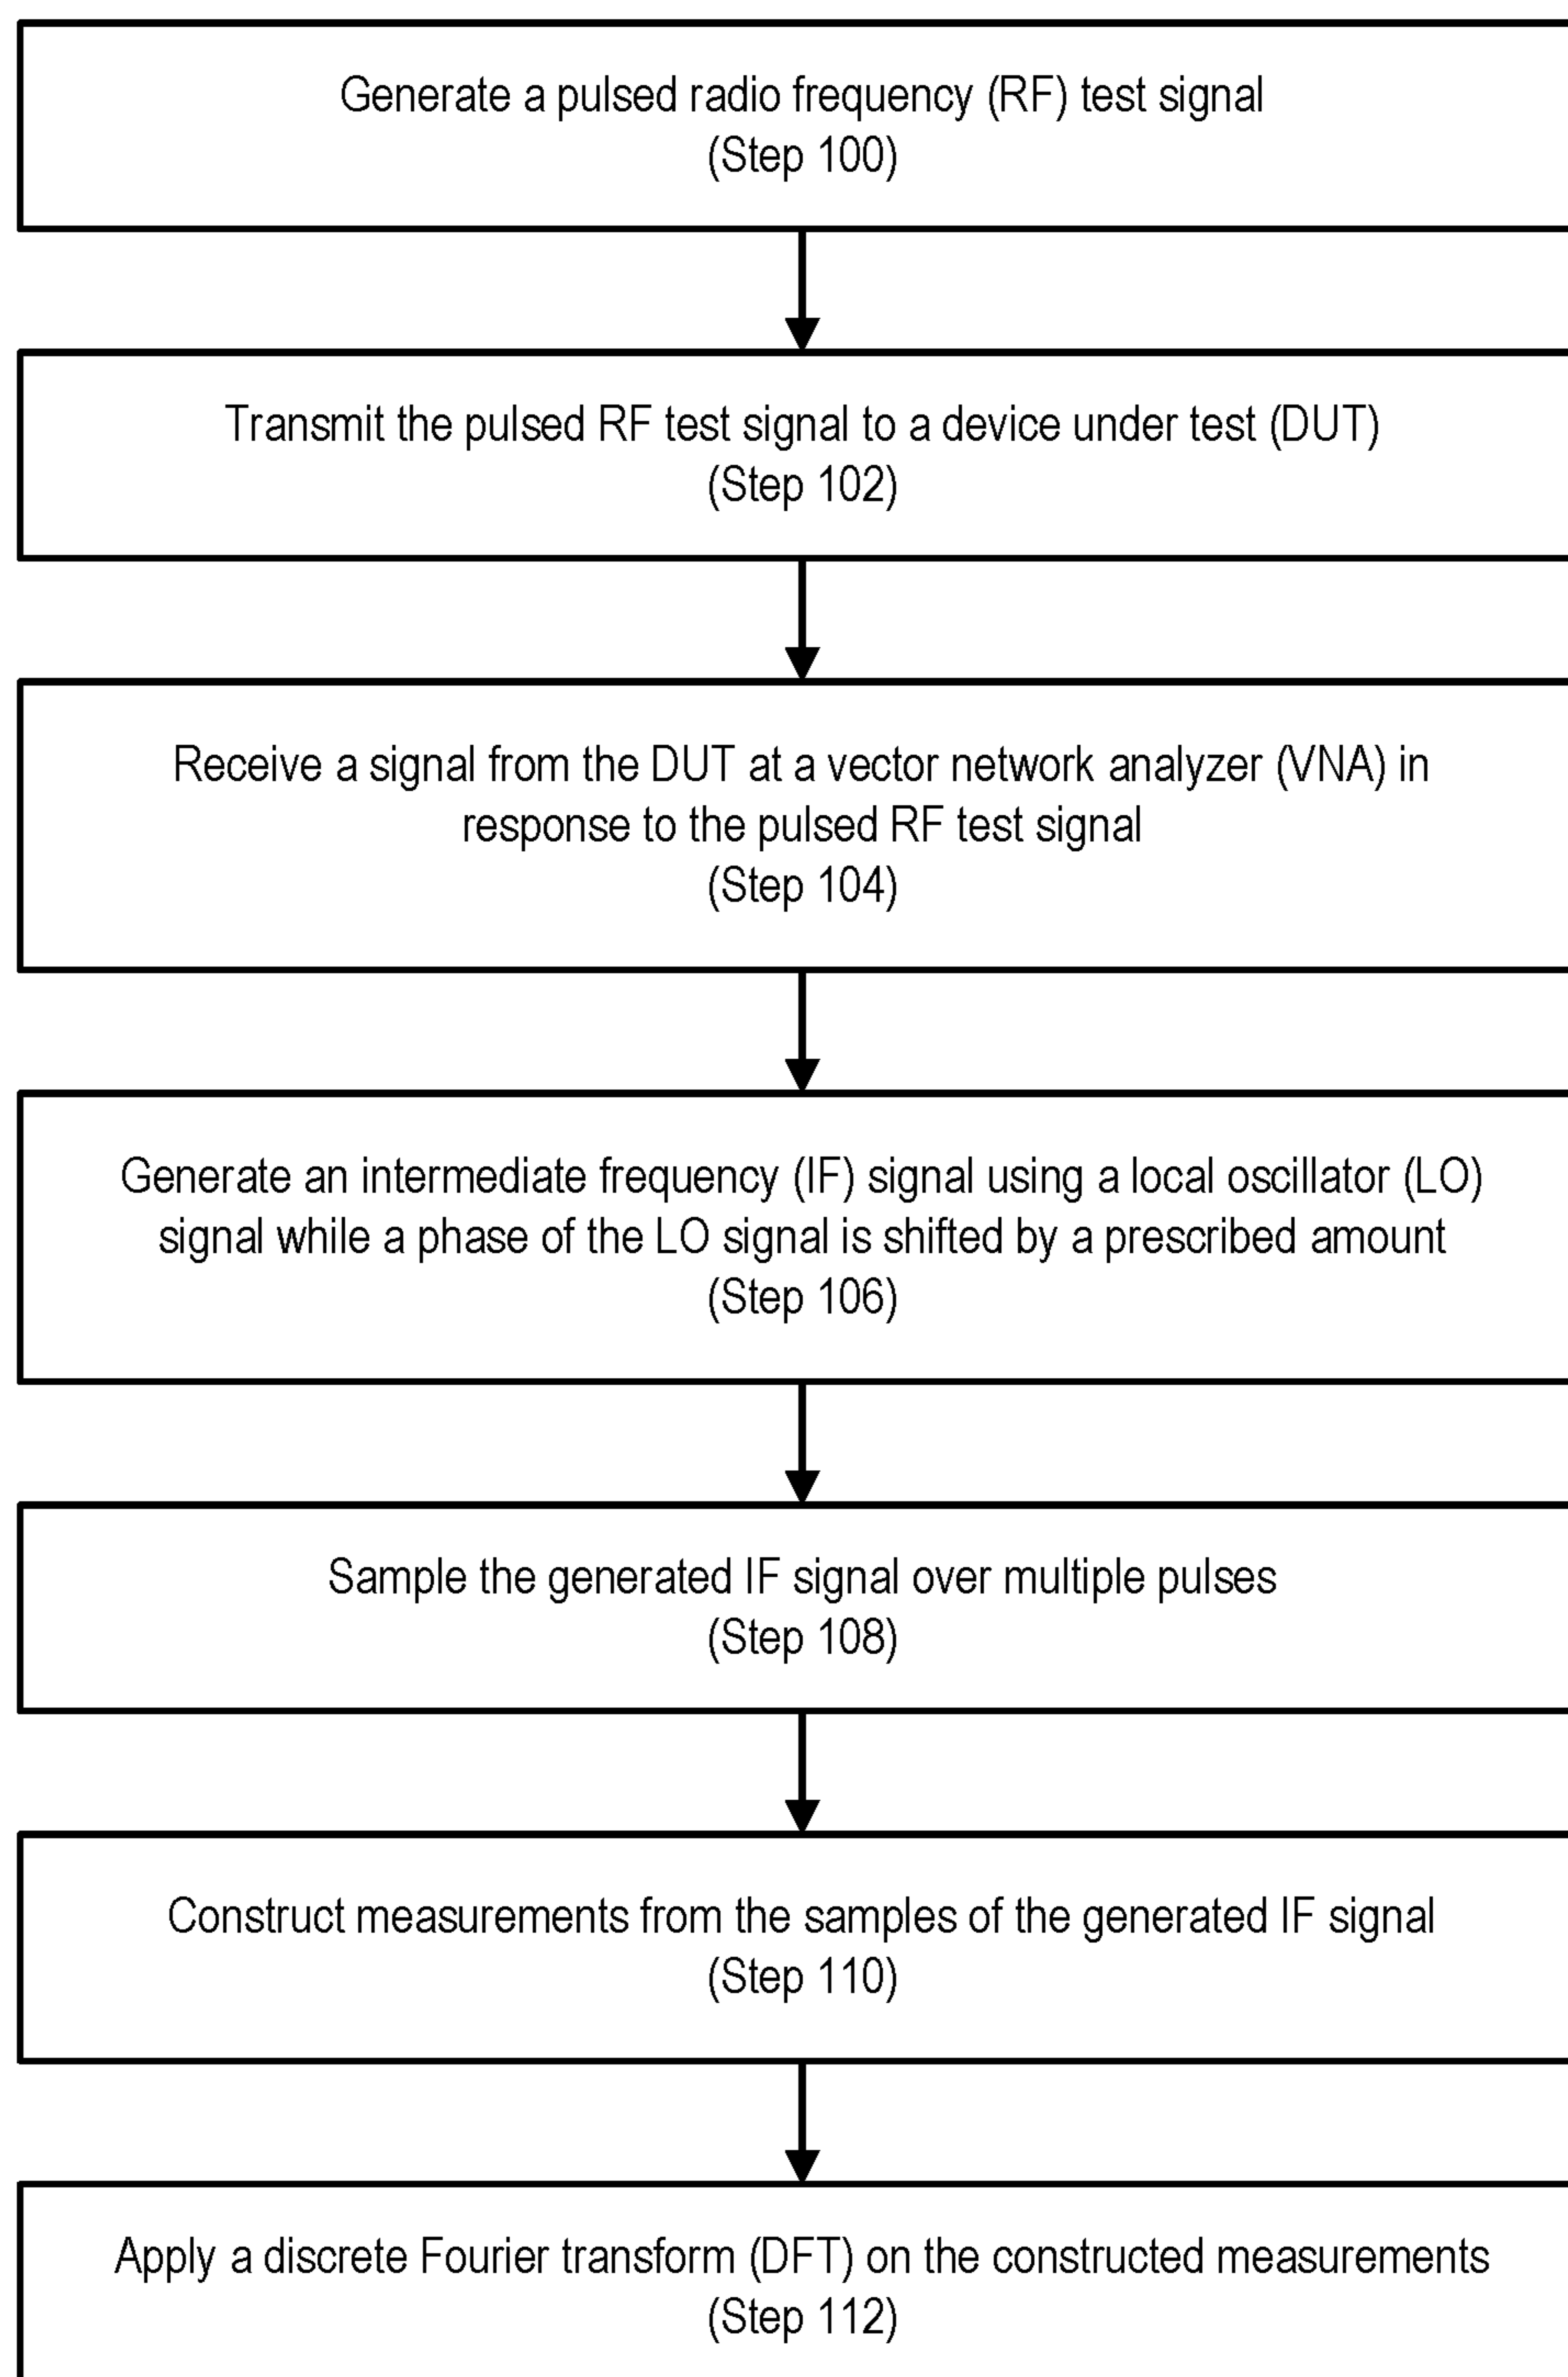 Generate a pulsed radio frequency (RF) test signal
(Step 100)
Transmit the pulsed RF test signal to a device under test (DUT)
(Step 102)
Receive a signal from the DUT at a vector network analyzer (VNA) in
response to the pulsed RF test signal
(Step 104)
Generate an intermediate frequency (IF) signal using a local oscillator (LO)
signal while a phase of the LO signal is shifted by a prescribed amount
(Step 106)
Sample the generated IF signal over multiple pulses
(Step 108)
Construct measurements from the samples of the generated IF signal
(Step 110)
Apply a discrete Fourier transform (DFT) on the constructed measurements
(Step 112)